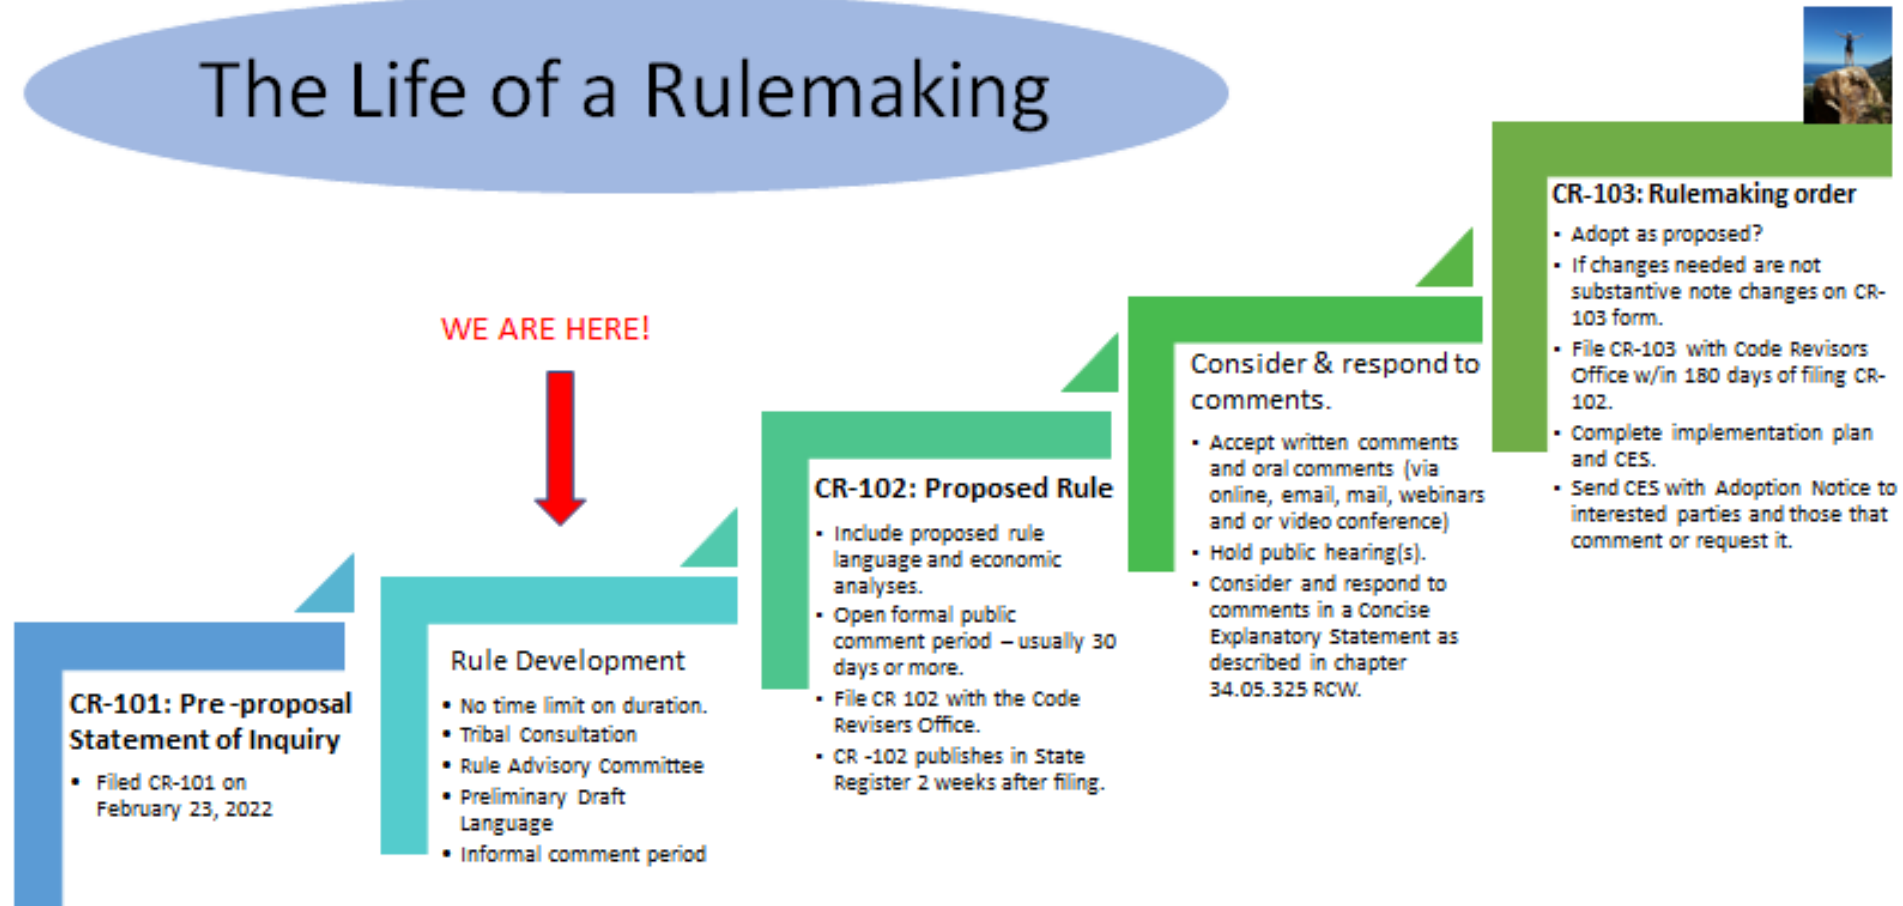 The Life of a Rulemaking
WE ARE HERE!
CR-101: Pre -proposal
Statement of Inquiry
▪ Filed CR-101 on
February 23, 2022
Rule Development
• No time limit on duration.
• Tribal Consultation
• Rule Advisory Committee
• Preliminary Draft
Language
• Informal comment period
CR-102: Proposed Rule
▪ Include proposed rule
language and economic
analyses.
▪ Open formal public
comment period – usually 30
days or more.
▪ File CR 102 with the Code
Revisers Office.
▪ CR -102 publishes in State
Register 2 weeks after filing.
Consider & respond to
comments.
▪ Accept written comments
and oral comments (via
online, email, mail, webinars
and or video conference)
▪ Hold public hearing(s).
▪ Consider and respond to
comments in a Concise
Explanatory Statement as
described in chapter
34.05.325 RCW.
CR-103: Rulemaking order
▪ Adopt as proposed?
▪ If changes needed are not
substantive note changes on CR-
103 form.
▪ File CR-103 with Code Revisors
Office w/in 180 days of filing CR-
102.
▪ Complete implementation plan
and CES.
▪ Send CES with Adoption Notice to
interested parties and those that
comment or request it.